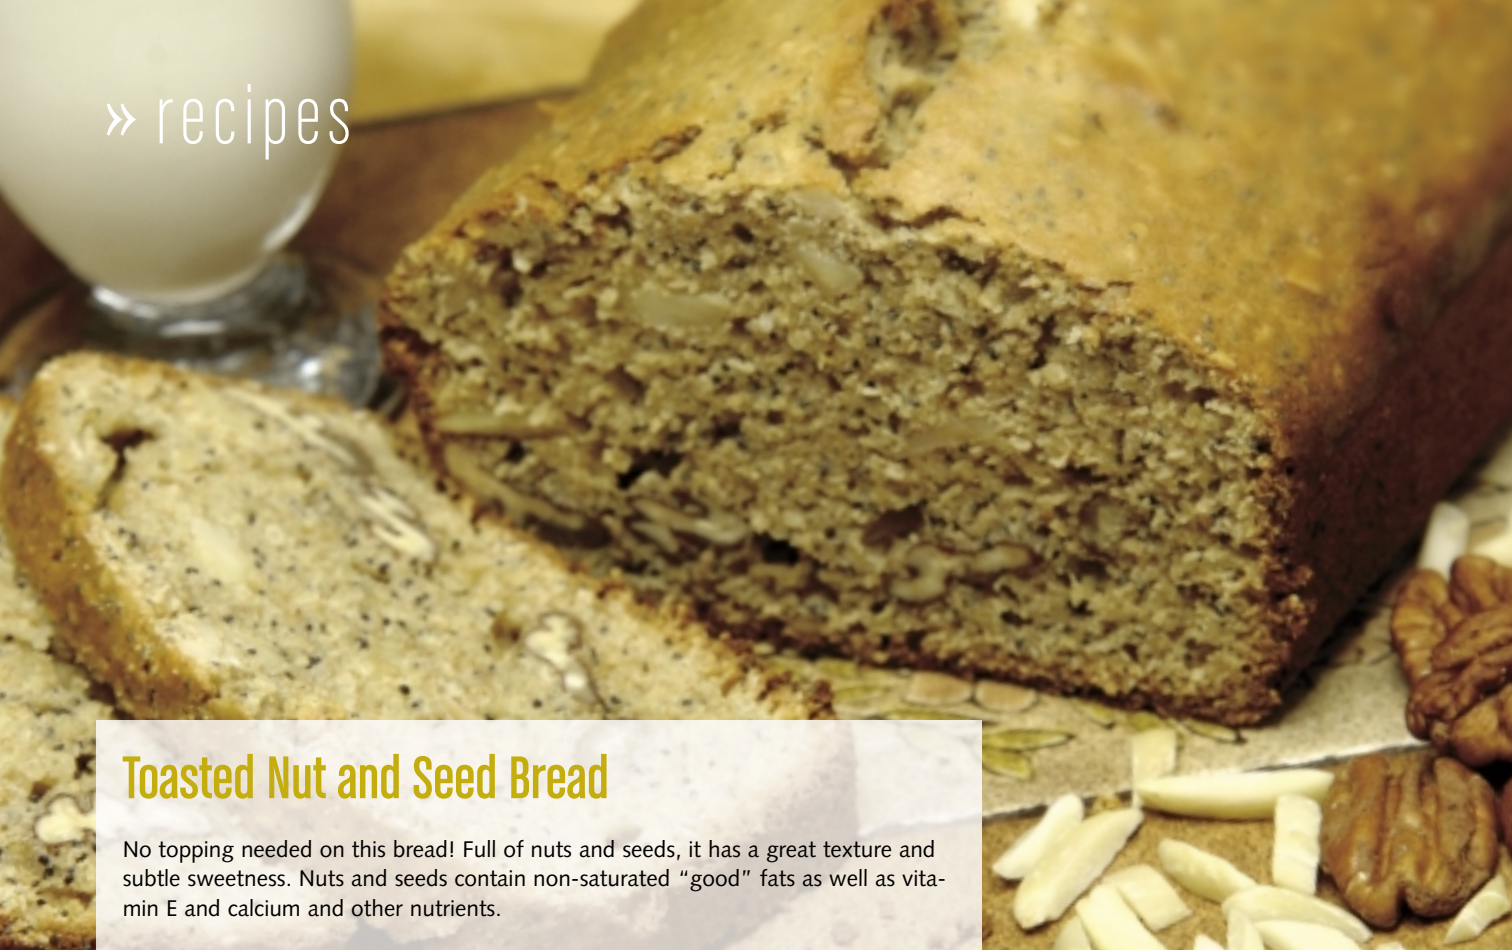 » recipes
Toasted Nut and Seed Bread
No topping needed on this bread! Full of nuts and seeds, it has a great texture and
subtle sweetness. Nuts and seeds contain non-saturated “good” fats as well as vita-
min E and calcium and other nutrients.